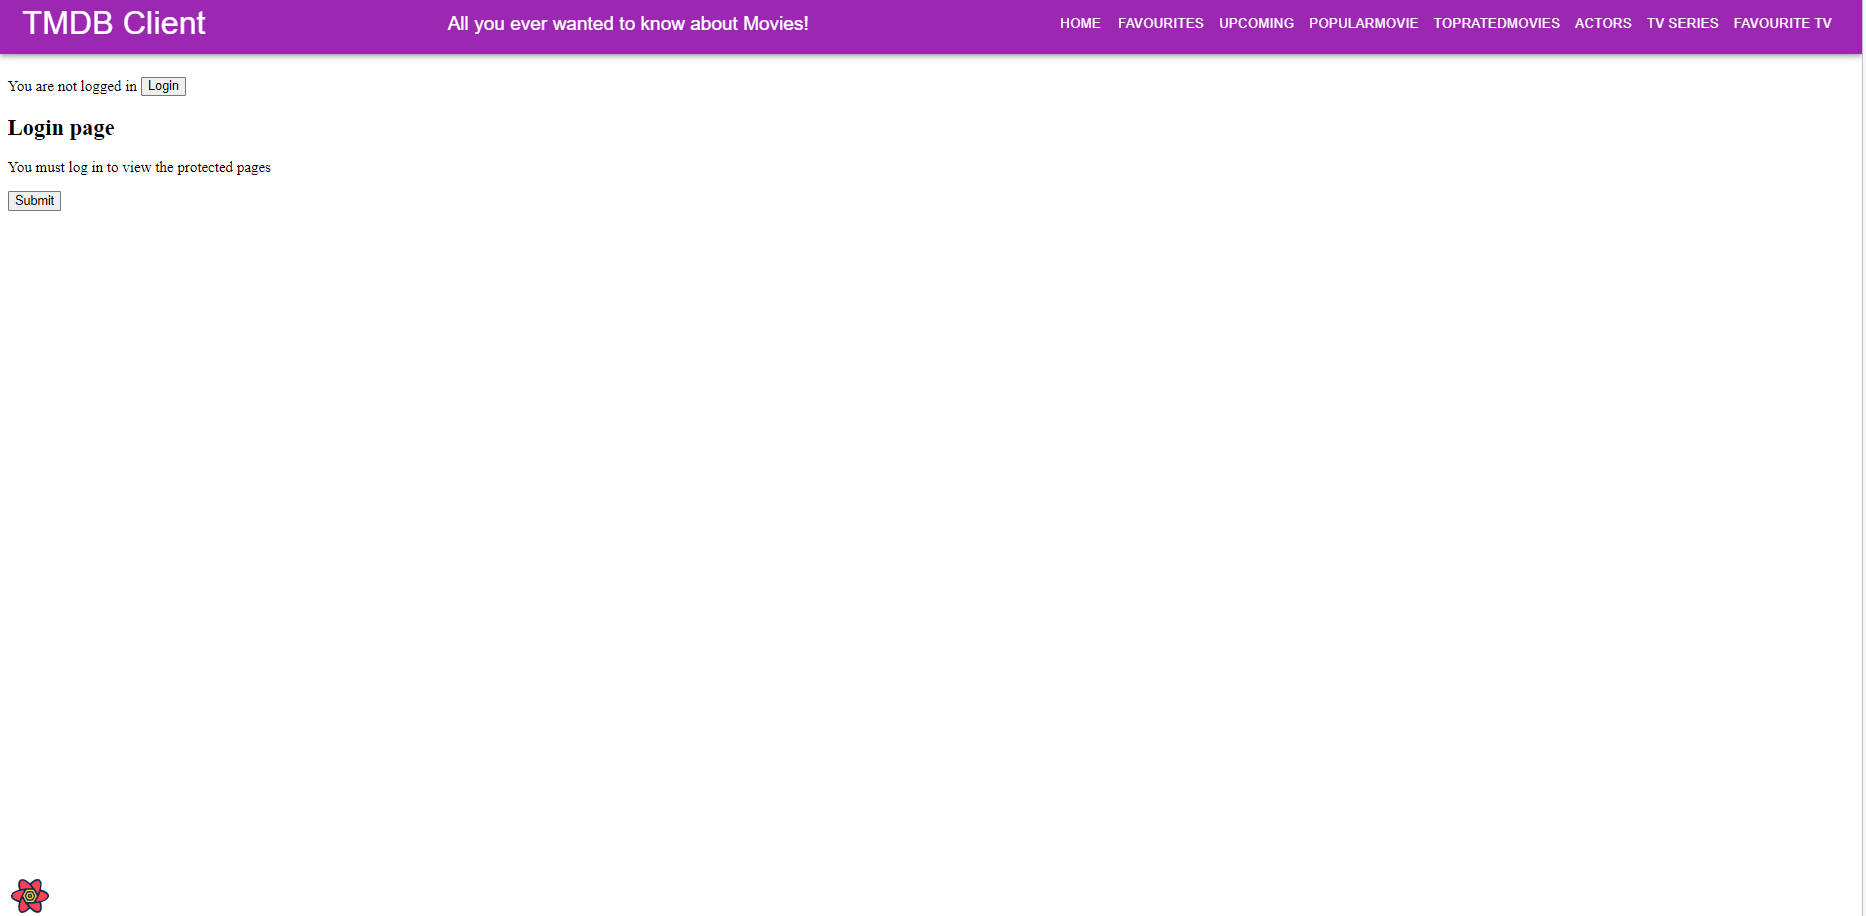 TMDB Client All you ever wanted to know about Movies! HOME FAVOURITES UPCOMING POPULARMOVIE TOPRATEDMOVIES ACTORS TV SERIES FAVOURITE TV
You are not logged in Login
Login page
You must log in to view the protected pages
Submit